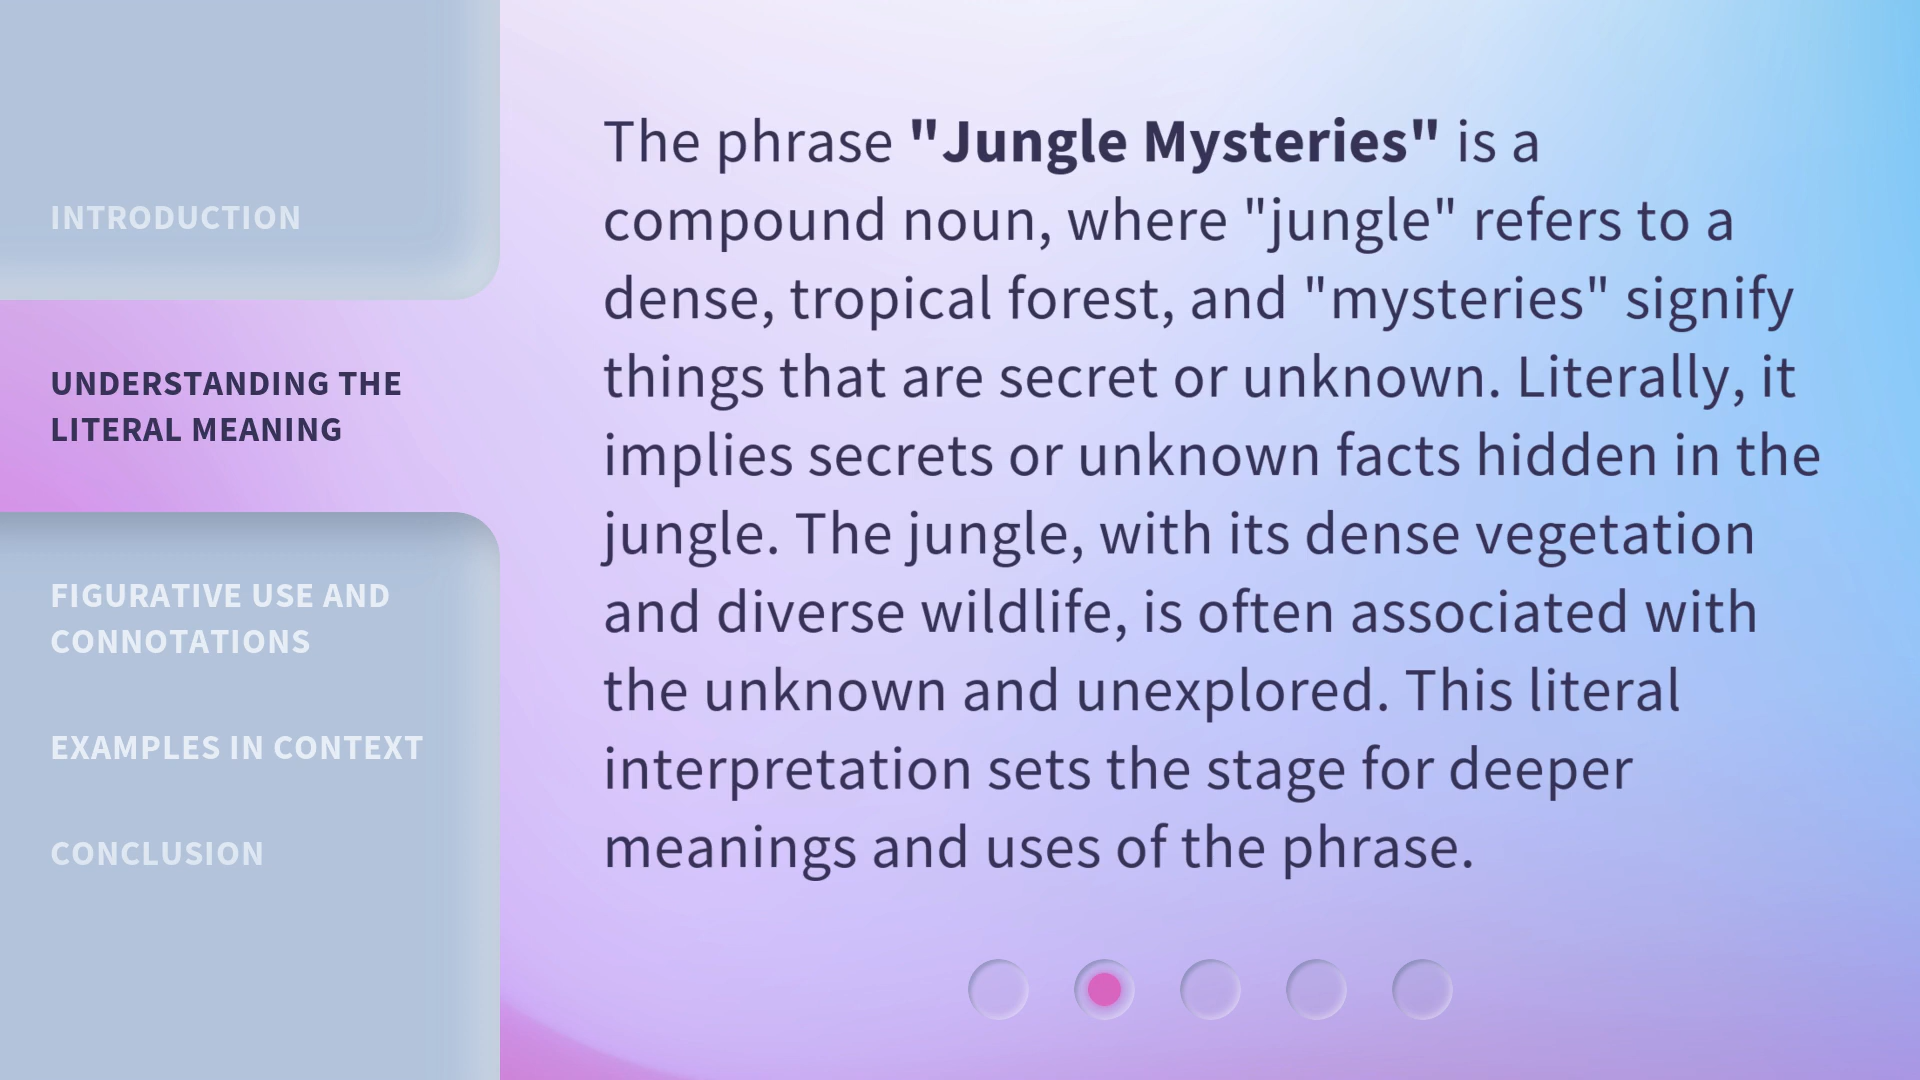 INTRODUCTION
UNDERSTANDING THE
LITERAL MEANING
FIGURATIVE USE AND
CONNOTATIONS
EXAMPLES IN CONTEXT
CONCLUSION
The phrase "Jungle Mysteries" is a
compound noun, where "jungle" refers to a
dense, tropical forest, and "mysteries" signify
things that are secret or unknown. Literally, it
implies secrets or unknown facts hidden in the
jungle. The jungle, with its dense vegetation
and diverse wildlife, is often associated with
the unknown and unexplored. This literal
interpretation sets the stage for deeper
meanings and uses of the phrase.